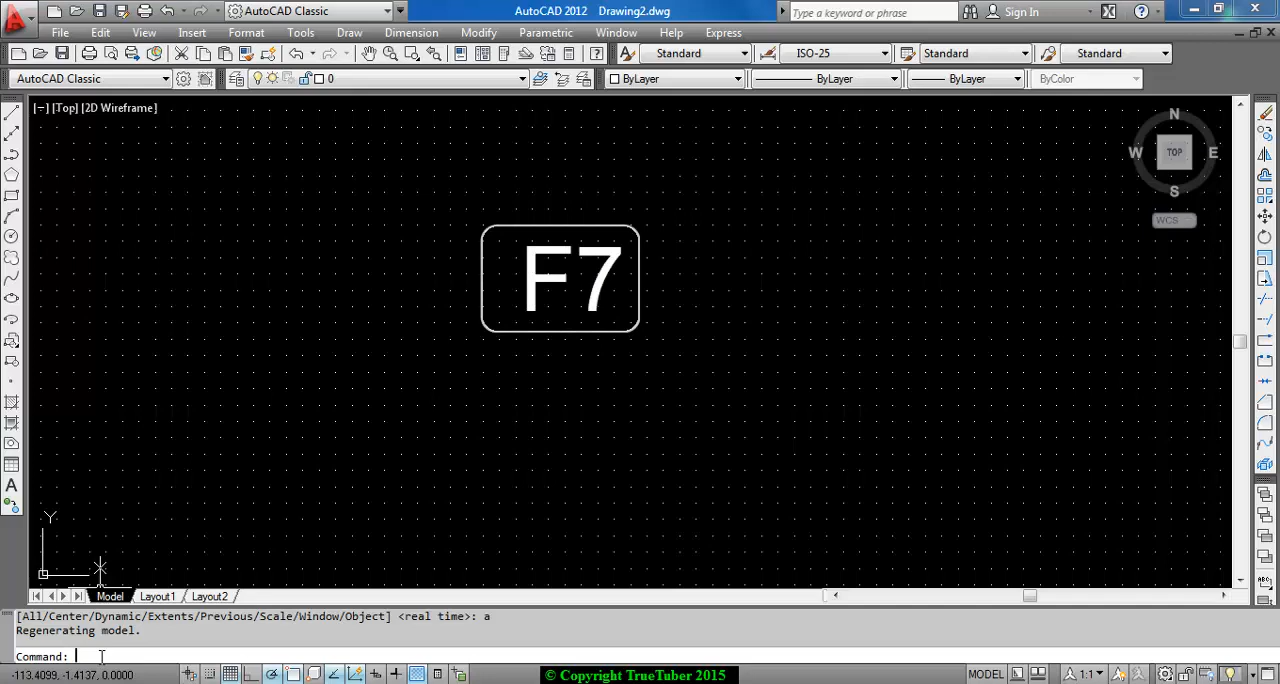 AutoCAD Classic
AutoCAD 2012 Drawing2.dwg
Type a keyword or phrase
Sign In
File Edit View Insert Format Tools Draw Dimension Modify Parametric Window Help Express
Standard ISO-25 Standard Standard
AutoCAD Classic 0 ByLayer ByLayer ByLayer ByColor
[−] [Top] [2D Wireframe]
N
W TOP E
S
WCS
F7
Y
X
Model Layout1 Layout2
[All/Center/Dynamic/Extents/Previous/Scale/Window/Object] <real time>: a
Regenerating model.
Command:
-113.4099, -1.4137, 0.0000 © Copyright TrueTuber 2015 MODEL 1:1